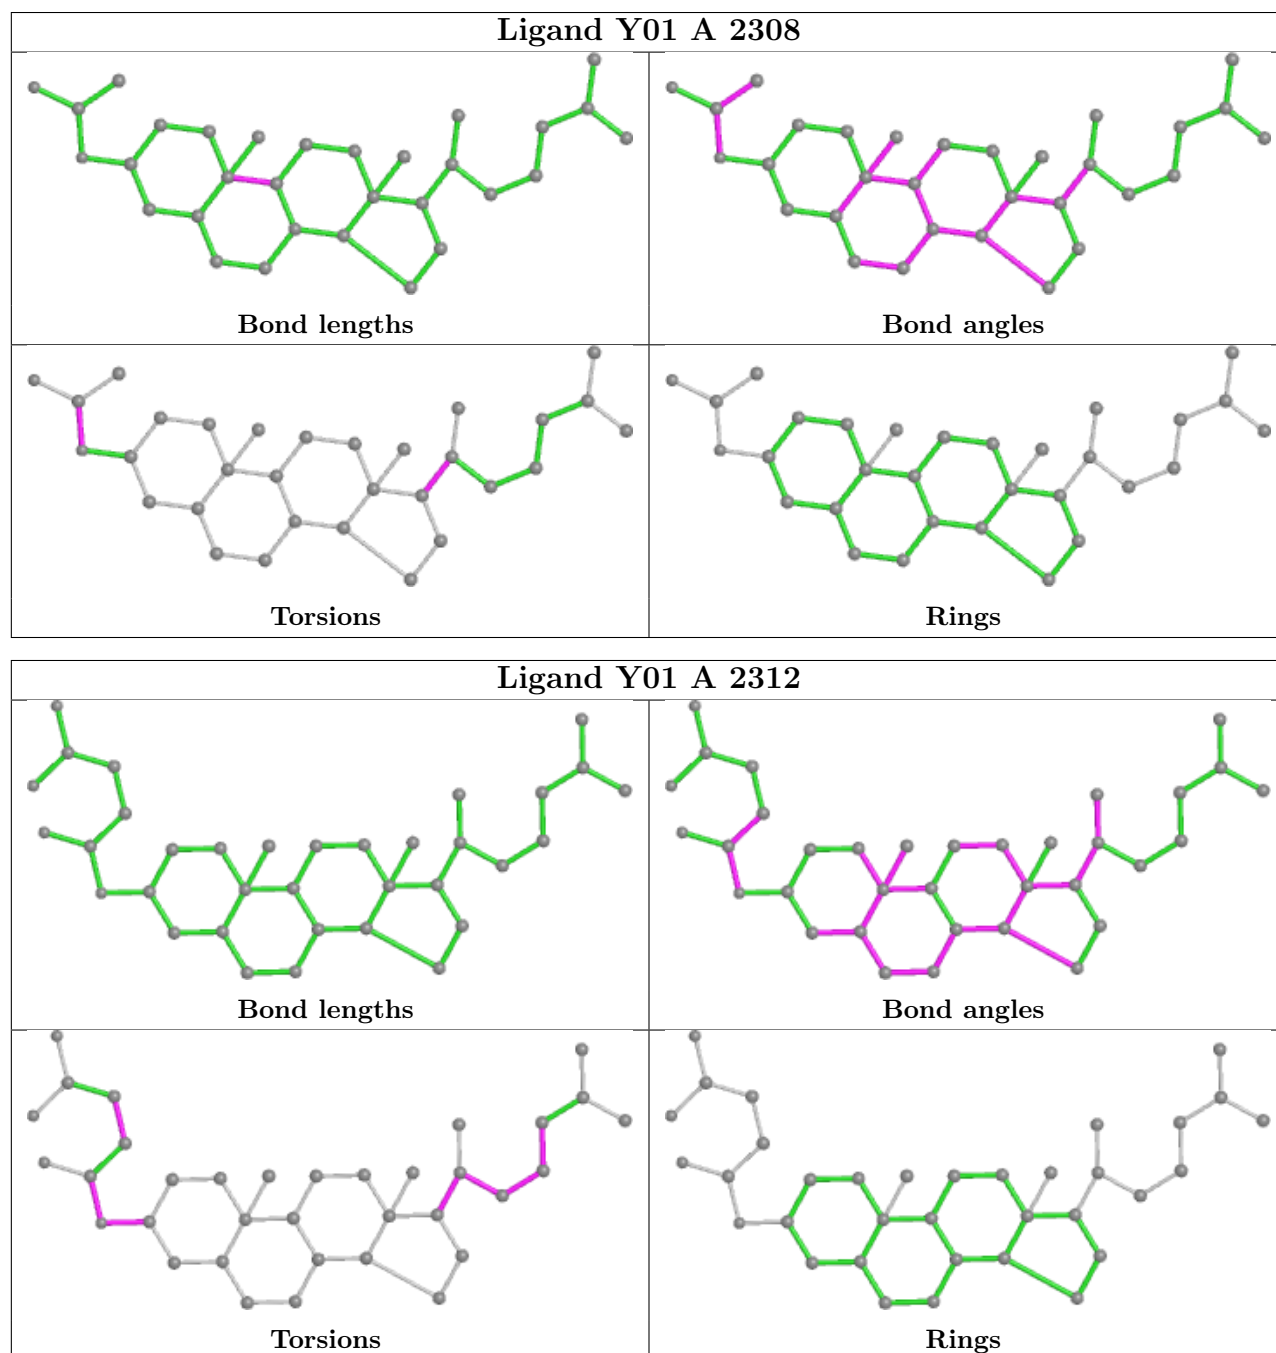 Ligand Y01 A 2308
Bond lengths
Bond angles
Torsions
Rings
Ligand Y01 A 2312
Bond lengths
Bond angles
Torsions
Rings